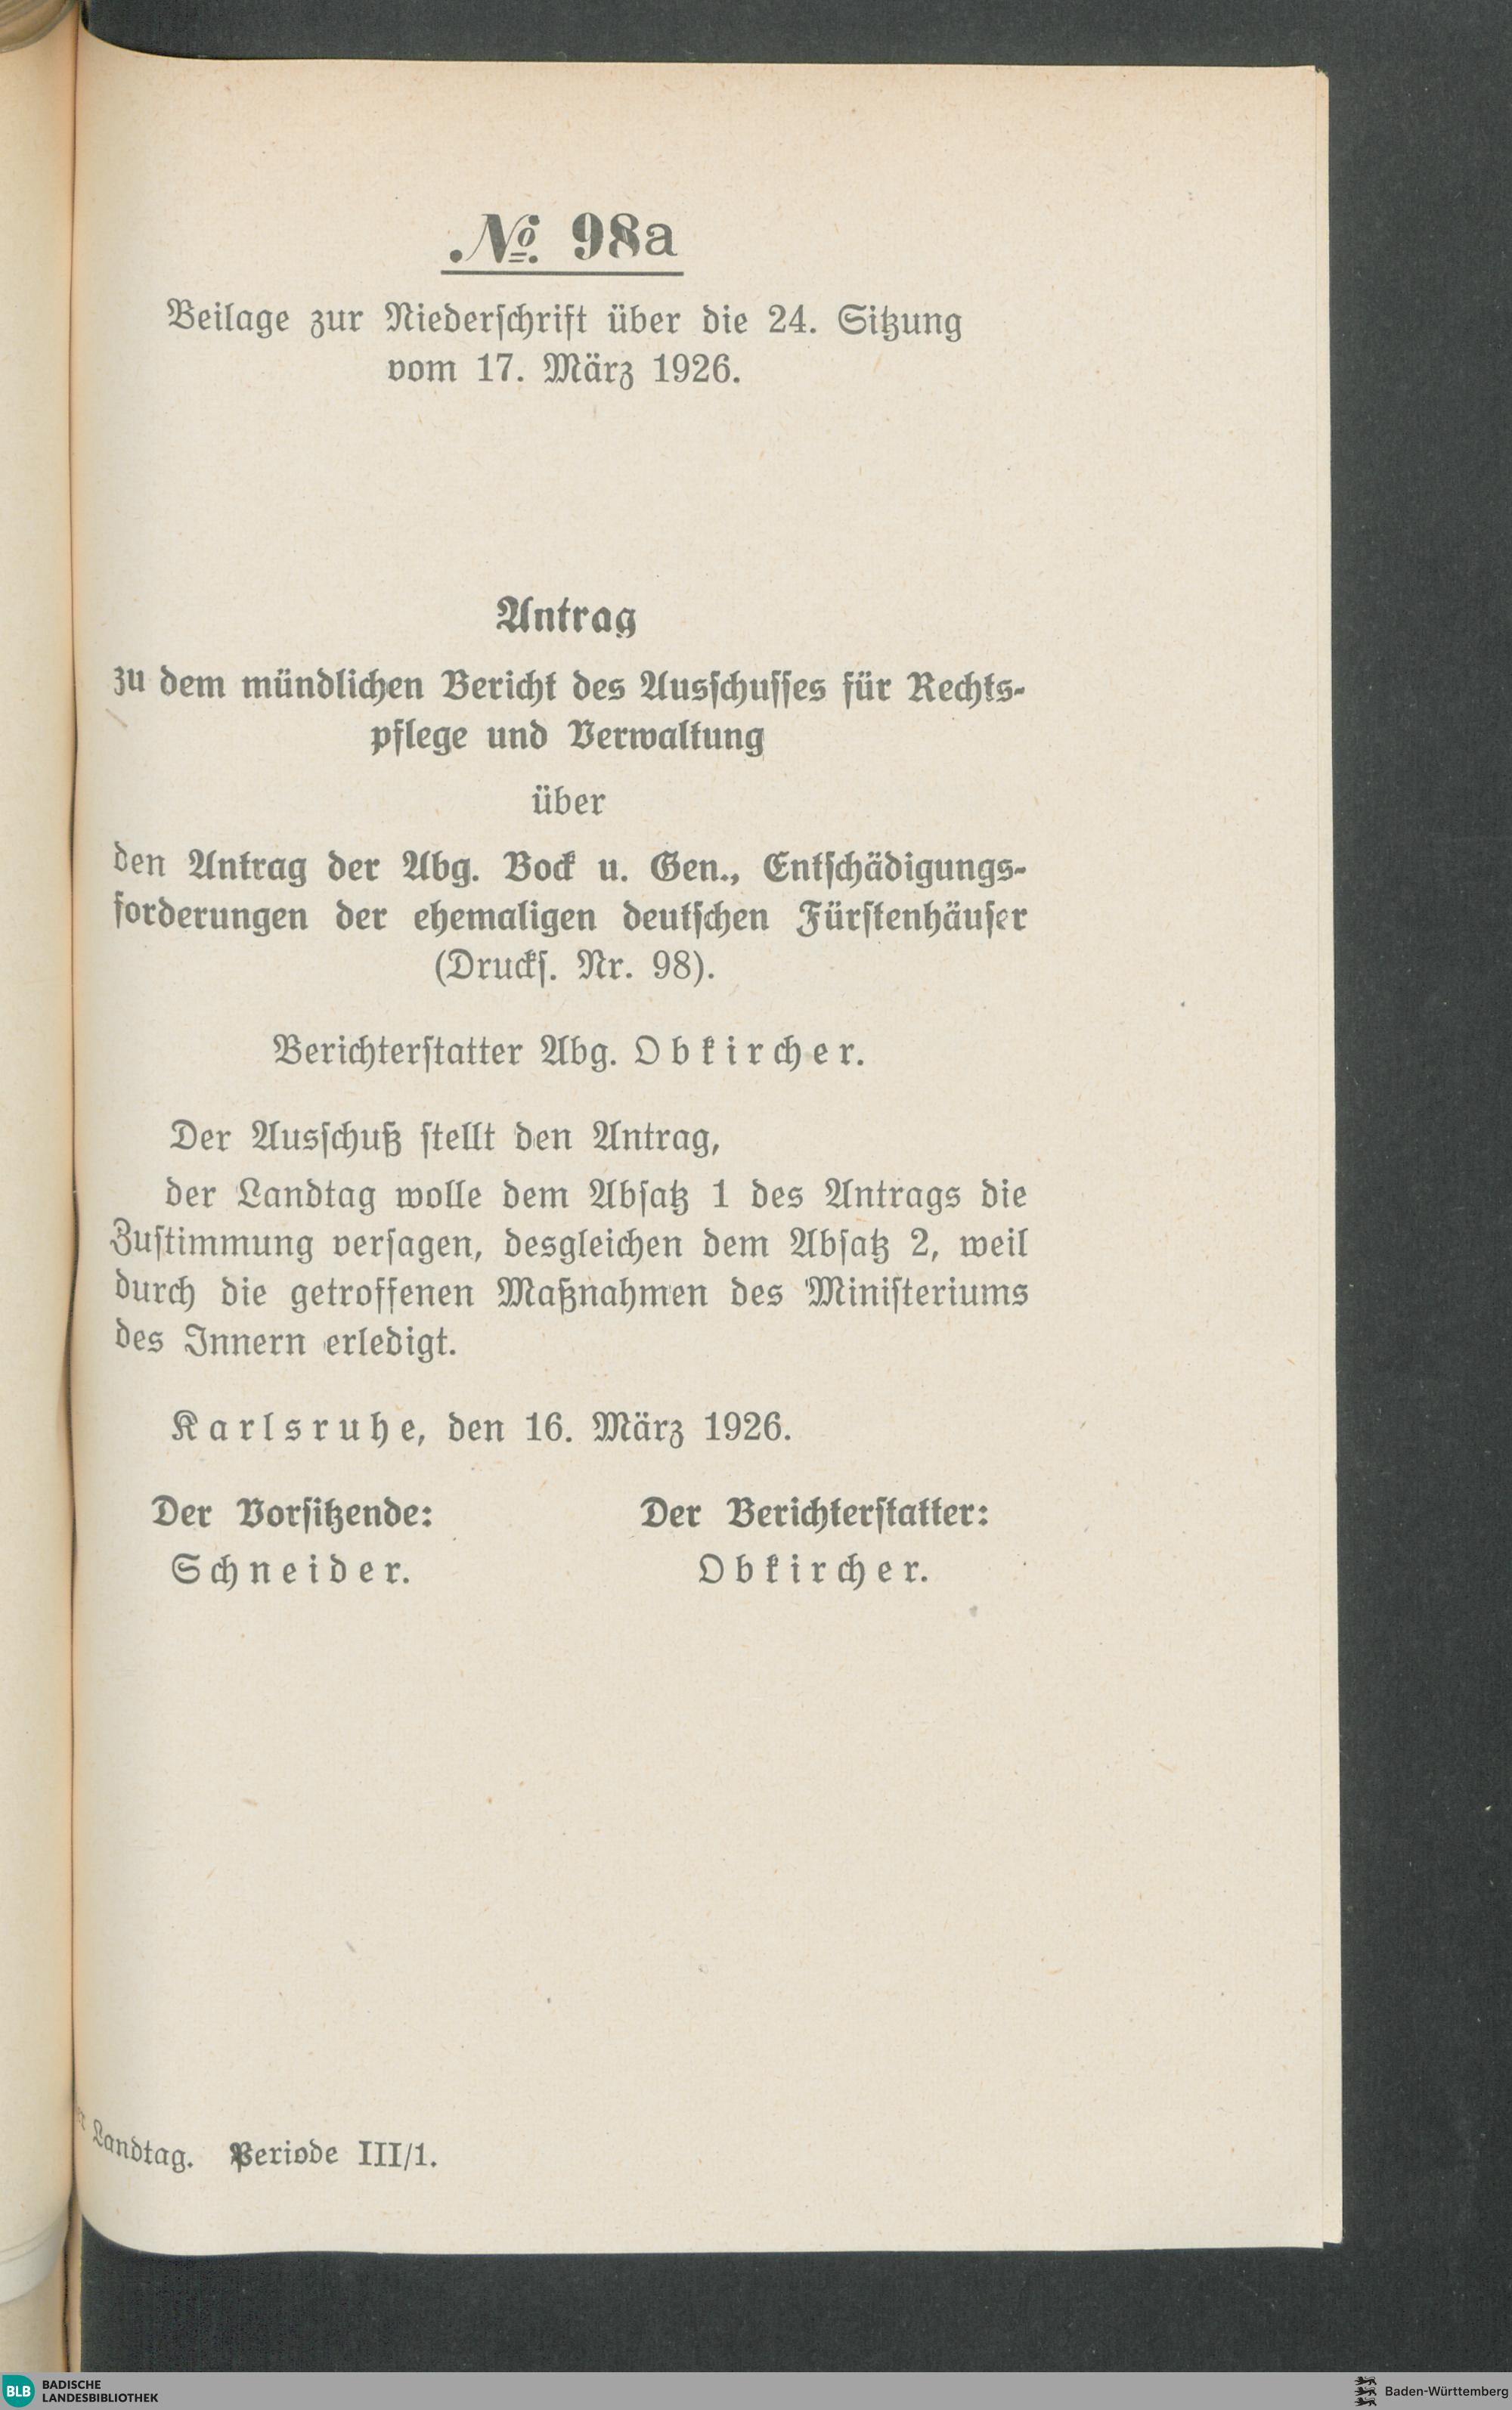 № 98a
Beilage zur Niederschrift über die 24. Sitzung
vom 17. März 1926.
Antrag
zu dem mündlichen Bericht des Ausschusses für Rechts-
pflege und Verwaltung
über
den Antrag der Abg. Bock u. Gen., Entschädigungs-
forderungen der ehemaligen deutschen Fürstenhäuser
(Drucks. Nr. 98).
Berichterstatter Abg. Obkircher.
Der Ausschuß stellt den Antrag,
der Landtag wolle dem Absatz 1 des Antrags die
Zustimmung versagen, desgleichen dem Absatz 2, weil
durch die getroffenen Maßnahmen des Ministeriums
des Innern erledigt.
Karlsruhe, den 16. März 1926.
Der Vorsitzende: Der Berichterstatter:
Schneider. Obkircher.
Landtag. Periode III/1.
BLB BADISCHE
LANDESBIBLIOTHEK
Baden-Württemberg